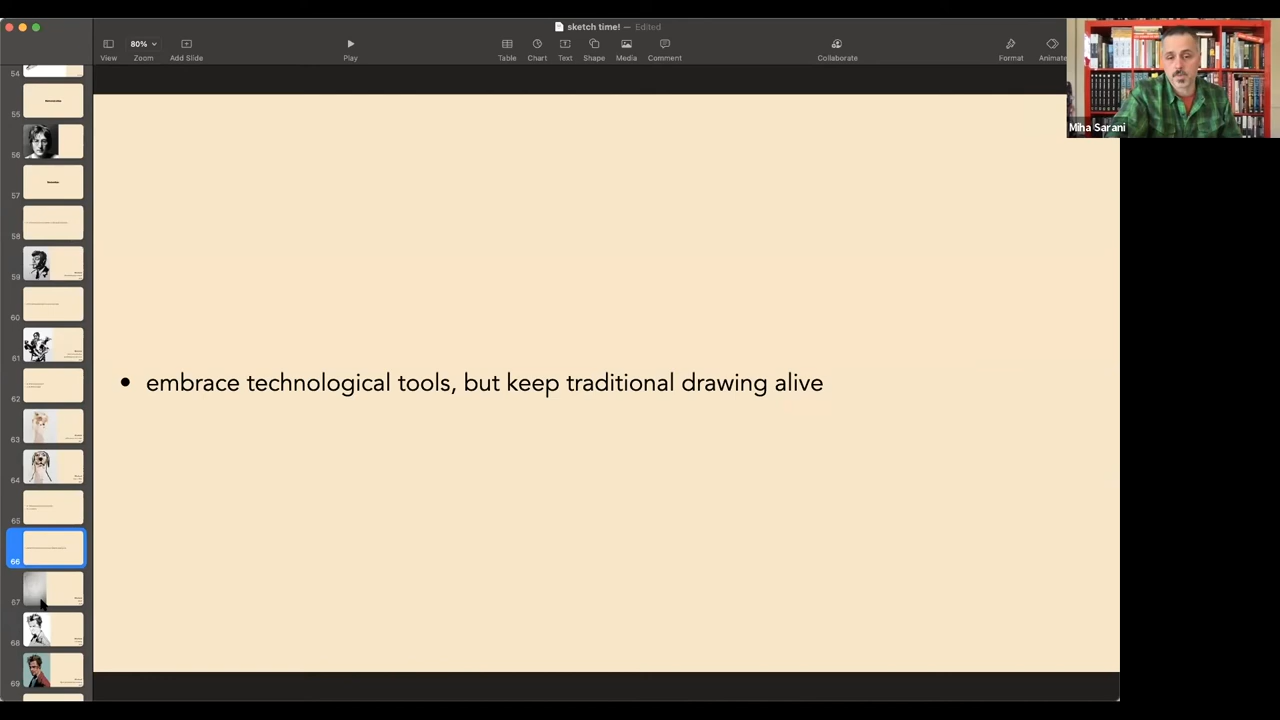 sketch time! — Edited
View
80%
Zoom
Add Slide
Play
Table
Chart
Text
Shape
Media
Comment
Collaborate
Format
Animate
Miha Sarani
• embrace technological tools, but keep traditional drawing alive
54
55
56
57
58
59
60
61
62
63
64
65
66
67
68
69